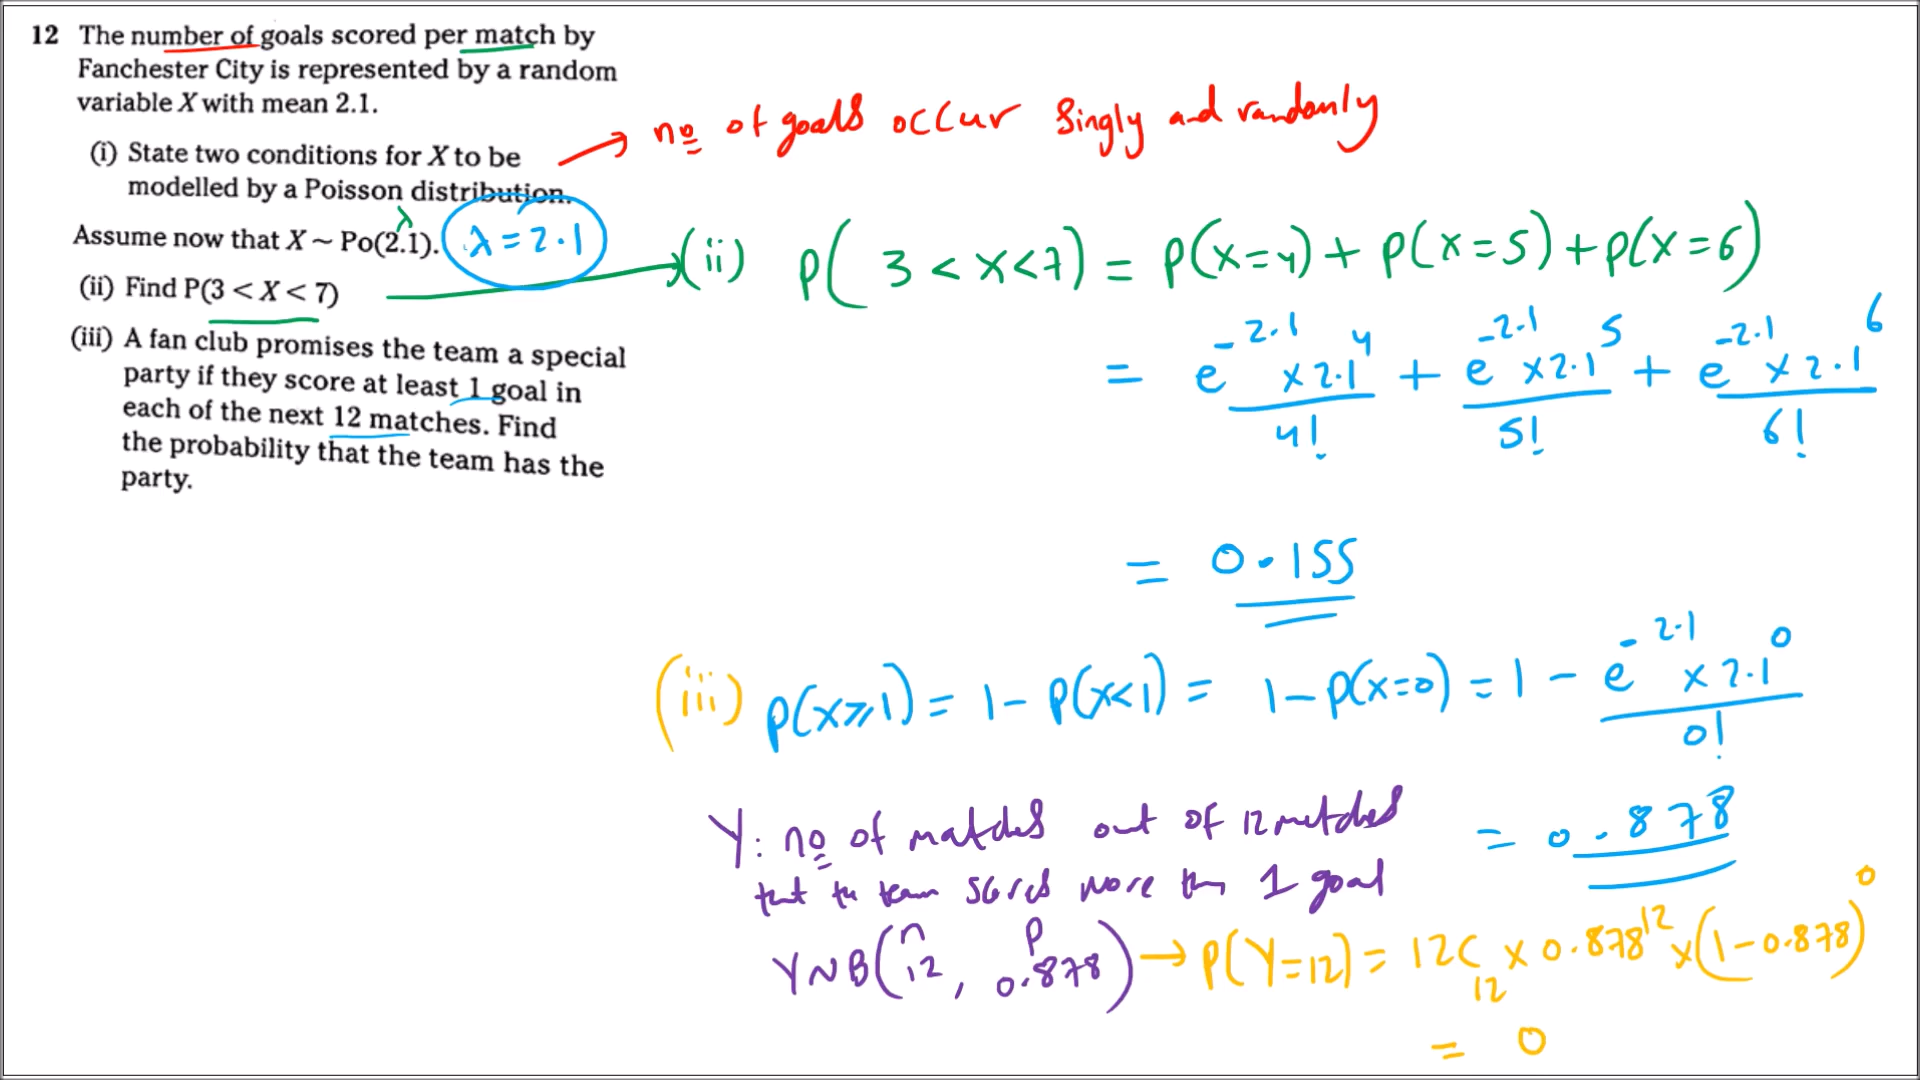 12 The number of goals scored per match by
Fanchester City is represented by a random
variable X with mean 2.1.
(i) State two conditions for X to be
modelled by a Poisson distribution.
→ no of goals occur singly and randomly
λ
Assume now that X ~ Po(2.1). λ = 2.1
(ii) Find P(3 < X < 7)
(iii) A fan club promises the team a special
party if they score at least 1 goal in
each of the next 12 matches. Find
the probability that the team has the
party.
(ii) P(3 < X < 7) = P(X=4) + P(X=5) + P(X=6)
= e^-2.1 × 2.1^4 / 4! + e^-2.1 × 2.1^5 / 5! + e^-2.1 × 2.1^6 / 6!
= 0.155
(iii) P(X⩾1) = 1 - P(X<1) = 1 - P(X=0) = 1 - e^-2.1 × 2.1^0 / 0!
= 0.878
Y: no of matches out of 12 matches
that the team scores more than 1 goal
n p
Y~B(12, 0.878) → P(Y=12) = 12C12 × 0.878^12 × (1-0.878)^0
= 0